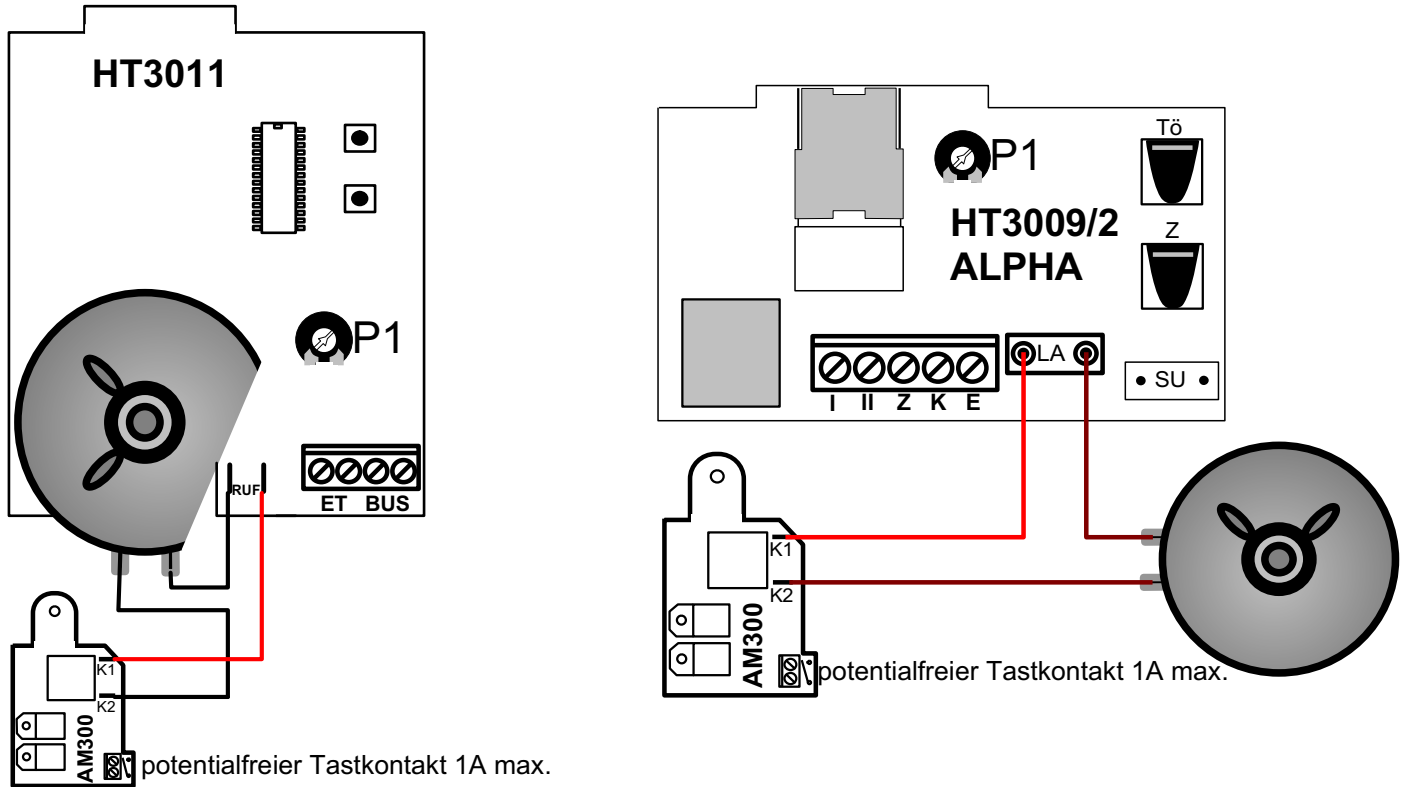 HT3011
P1
RUF
ET BUS
K1
K2
AM300
potentialfreier Tastkontakt 1A max.
Tö
P1
HT3009/2
ALPHA
Z
LA
SU
I II Z K E
K1
K2
AM300
potentialfreier Tastkontakt 1A max.